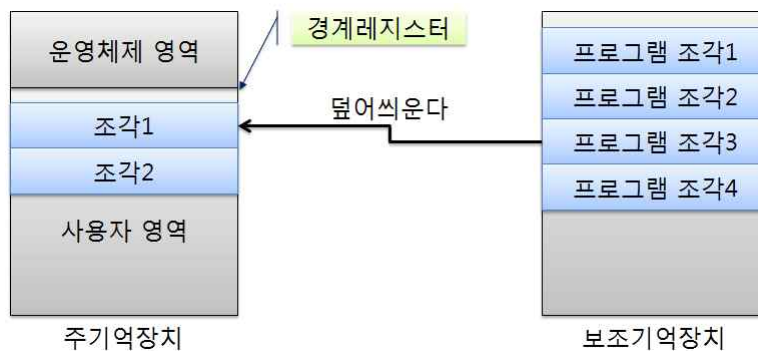 경계레지스터
운영체제 영역
조각1
조각2
사용자 영역
주기억장치
덮어씌운다
프로그램 조각1
프로그램 조각2
프로그램 조각3
프로그램 조각4
보조기억장치